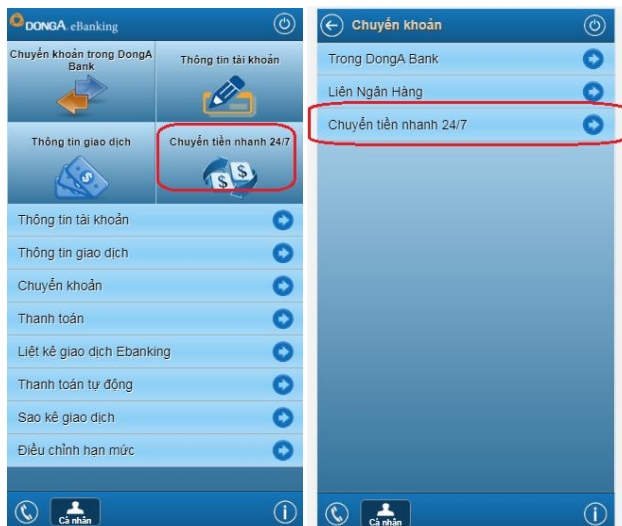 DONGA eBanking
Chuyển khoản trong DongA
Bank
Thông tin tài khoản
Thông tin giao dịch
Chuyển tiền nhanh 24/7
Thông tin tài khoản
Thông tin giao dịch
Chuyển khoản
Thanh toán
Liệt kê giao dịch Ebanking
Thanh toán tự động
Sao kê giao dịch
Điều chỉnh hạn mức
Cá nhân
Chuyển khoản
Trong DongA Bank
Liên Ngân Hàng
Chuyển tiền nhanh 24/7
Cá nhân